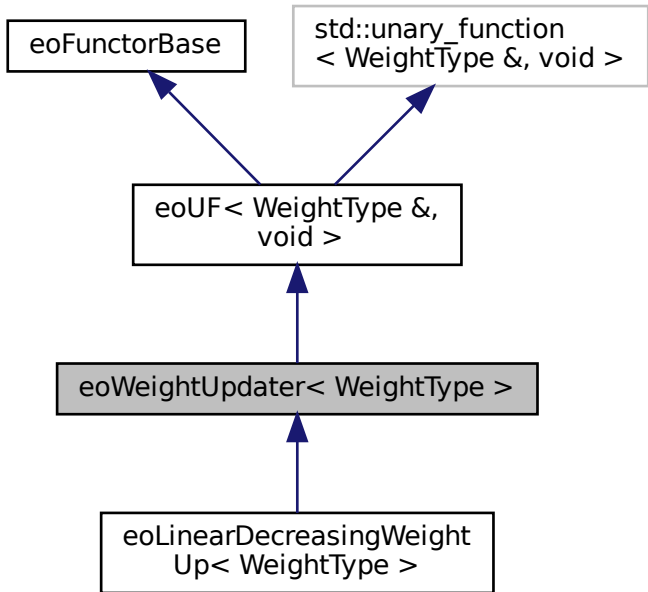 eoFunctorBase
std::unary_function
< WeightType &, void >
eoUF< WeightType &,
void >
eoWeightUpdater< WeightType >
eoLinearDecreasingWeight
Up< WeightType >